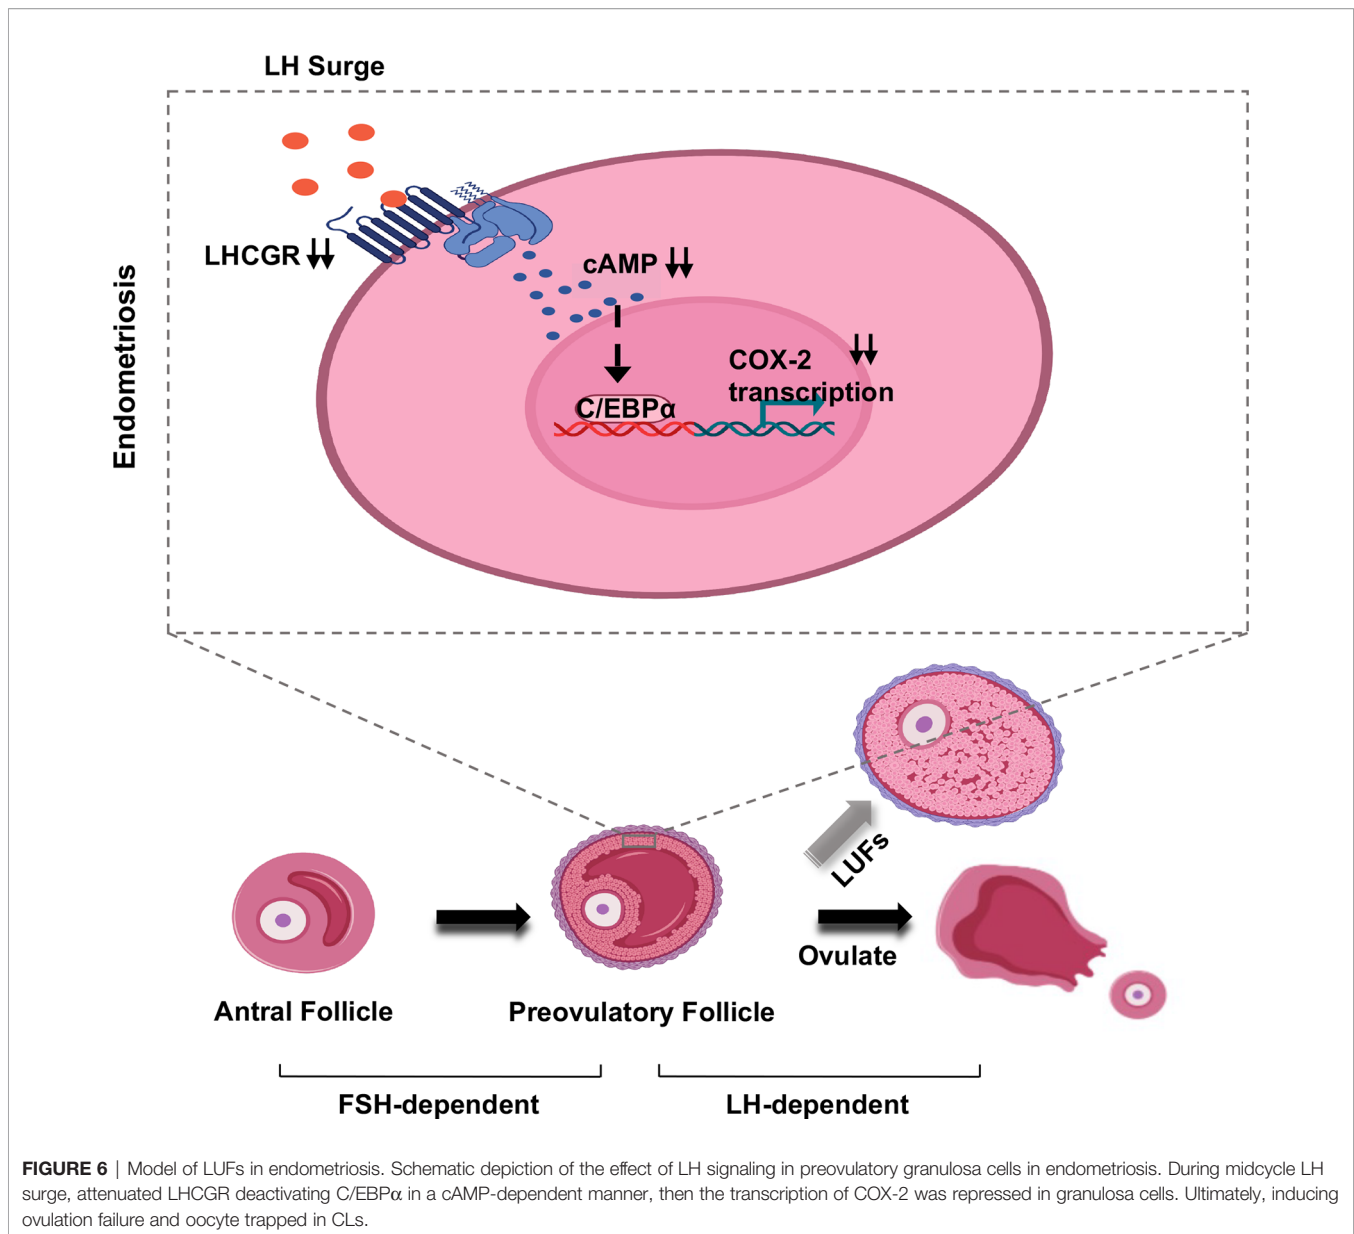 LH Surge
LHCGR
cAMP
Endometriosis
COX-2
transcription
C/EBPα
LUFs
Ovulate
Antral Follicle
Preovulatory Follicle
FSH-dependent
LH-dependent
FIGURE 6 | Model of LUFs in endometriosis. Schematic depiction of the effect of LH signaling in preovulatory granulosa cells in endometriosis. During midcycle LH
surge, attenuated LHCGR deactivating C/EBPα in a cAMP-dependent manner, then the transcription of COX-2 was repressed in granulosa cells. Ultimately, inducing
ovulation failure and oocyte trapped in CLs.